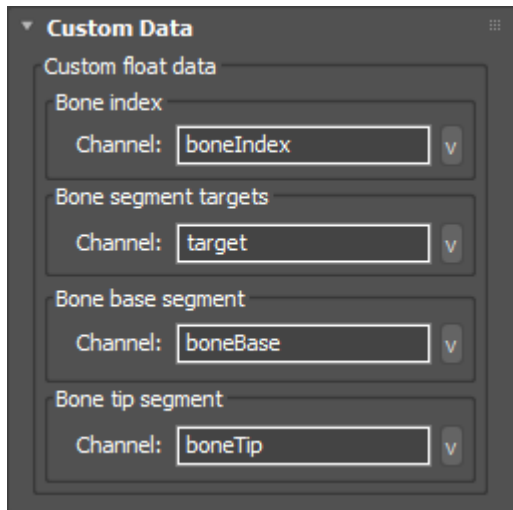 Custom Data
Custom float data
Bone index
Channel: boneIndex v
Bone segment targets
Channel: target v
Bone base segment
Channel: boneBase v
Bone tip segment
Channel: boneTip v